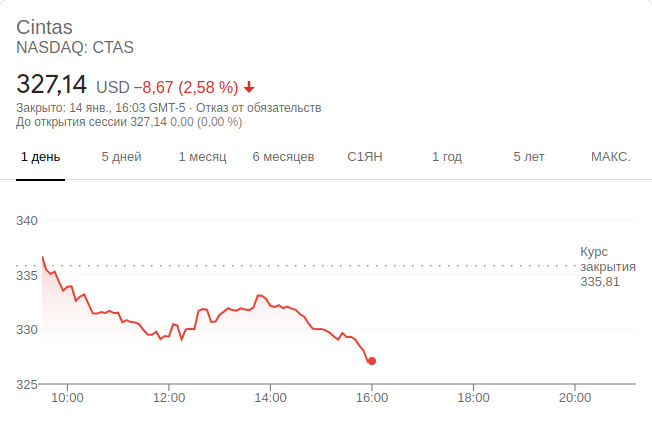 Cintas
NASDAQ: CTAS
327,14 USD −8,67 (2,58 %)
Закрыто: 14 янв., 16:03 GMT-5 · Отказ от обязательств
До открытия сессии 327,14 0,00 (0,00 %)
1 день 5 дней 1 месяц 6 месяцев С1ЯН 1 год 5 лет МАКС.
340
Курс
закрытия
335,81
335
330
325
10:00 12:00 14:00 16:00 18:00 20:00